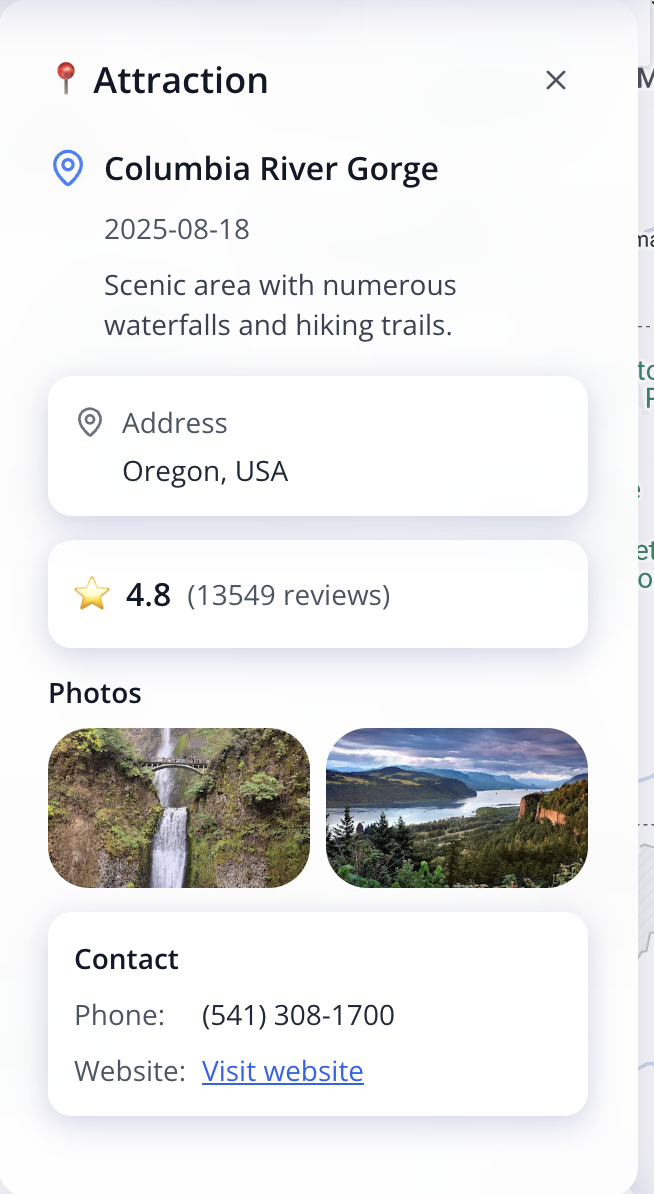 Attraction
Columbia River Gorge
2025-08-18
Scenic area with numerous
waterfalls and hiking trails.
Address
Oregon, USA
4.8 (13549 reviews)
Photos
Contact
Phone: (541) 308-1700
Website: Visit website